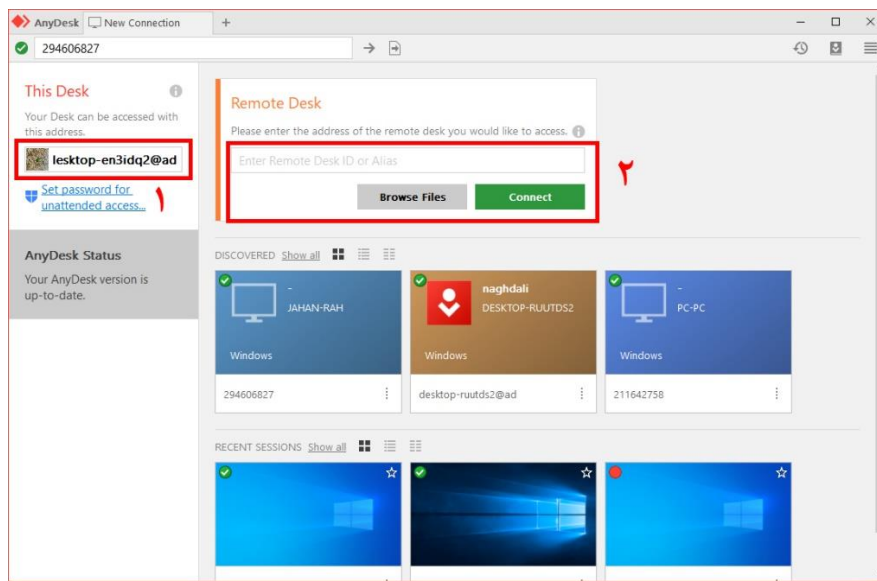 AnyDesk New Connection
294606827
This Desk
Your Desk can be accessed with
this address.
lesktop-en3idq2@ad
Set password for
unattended access...
۱
AnyDesk Status
Your AnyDesk version is
up-to-date.
Remote Desk
Please enter the address of the remote desk you would like to access.
Enter Remote Desk ID or Alias
Browse Files Connect
۲
DISCOVERED Show all
-
JAHAN-RAH
Windows
294606827
naghdali
DESKTOP-RUUTDS2
Windows
desktop-ruutds2@ad
-
PC-PC
Windows
211642758
RECENT SESSIONS Show all